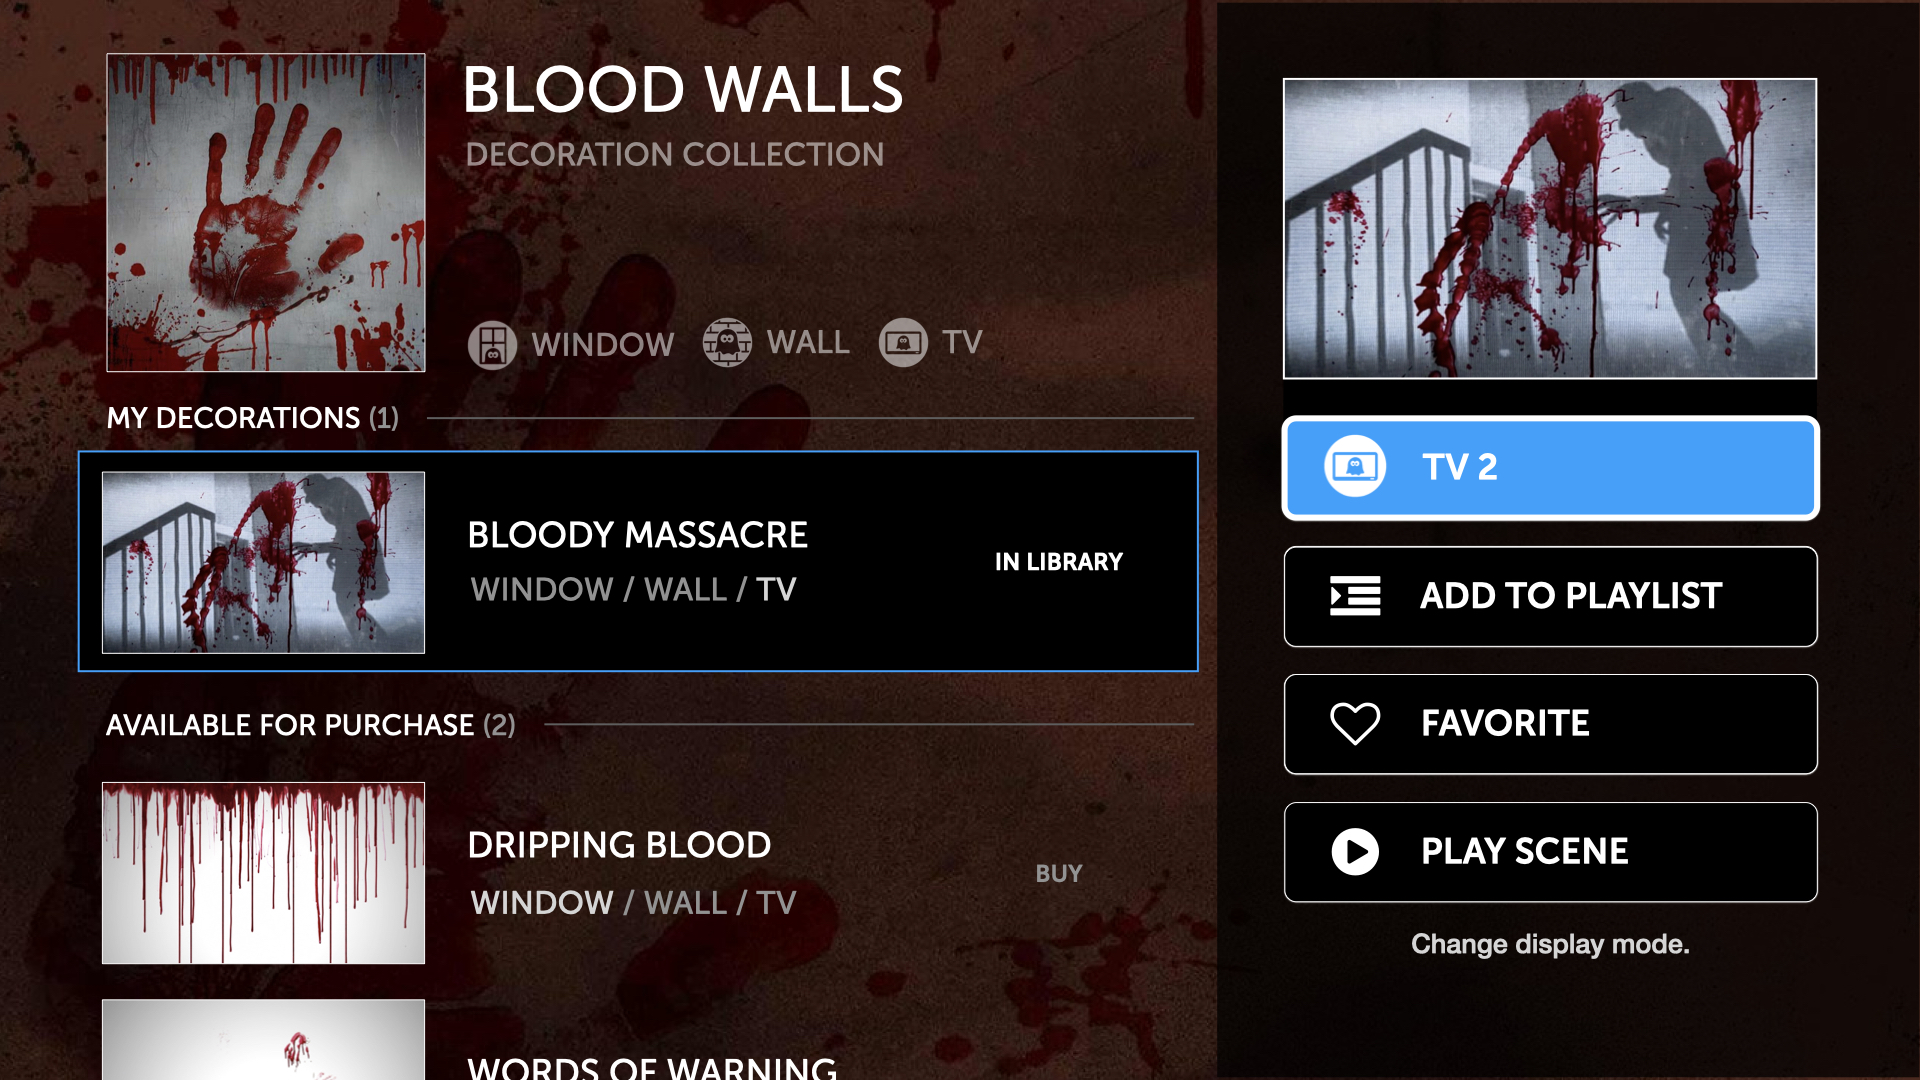 BLOOD WALLS
DECORATION COLLECTION
WINDOW
WALL
TV
MY DECORATIONS (1)
BLOODY MASSACRE
WINDOW / WALL / TV
IN LIBRARY
AVAILABLE FOR PURCHASE (2)
DRIPPING BLOOD
WINDOW / WALL / TV
BUY
WORDS OF WARNING
TV 2
ADD TO PLAYLIST
FAVORITE
PLAY SCENE
Change display mode.